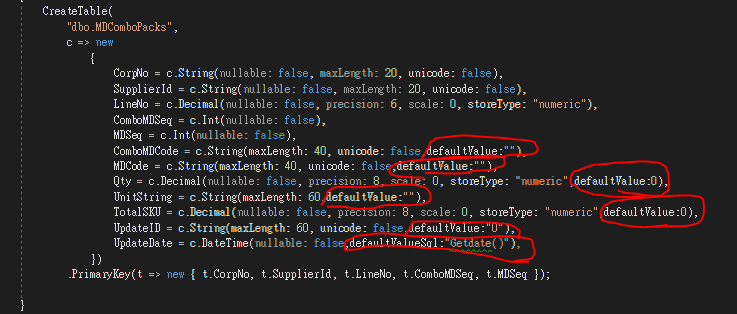 CreateTable(
"dbo.MDComboPacks",
c => new
{
CorpNo = c.String(nullable: false, maxLength: 20, unicode: false),
SupplierId = c.String(nullable: false, maxLength: 20, unicode: false),
LineNo = c.Decimal(nullable: false, precision: 6, scale: 0, storeType: "numeric"),
ComboMDSeq = c.Int(nullable: false),
MDSeq = c.Int(nullable: false),
ComboMDCode = c.String(maxLength: 40, unicode: false,defaultValue:""),
MDCode = c.String(maxLength: 40, unicode: false,defaultValue:""),
Qty = c.Decimal(nullable: false, precision: 8, scale: 0, storeType: "numeric",defaultValue:0),
UnitString = c.String(maxLength: 60,defaultValue:""),
TotalSKU = c.Decimal(nullable: false, precision: 8, scale: 0, storeType: "numeric",defaultValue:0),
UpdateID = c.String(maxLength: 60, unicode: false,defaultValue:"0"),
UpdateDate = c.DateTime(nullable: false,defaultValueSql:"Getdate()"),
})
.PrimaryKey(t => new { t.CorpNo, t.SupplierId, t.LineNo, t.ComboMDSeq, t.MDSeq });
}